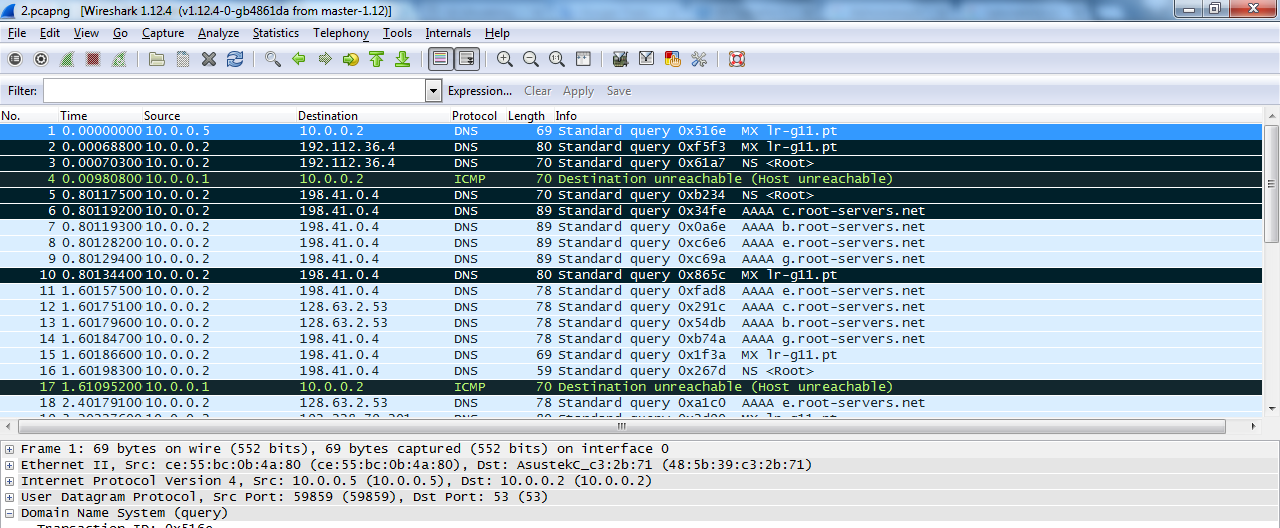 2.pcapng [Wireshark 1.12.4 (v1.12.4-0-gb4861da from master-1.12)]
File Edit View Go Capture Analyze Statistics Telephony Tools Internals Help
Filter: Expression... Clear Apply Save
No. Time Source Destination Protocol Length Info
1 0.00000000 10.0.0.5 10.0.0.2 DNS 69 Standard query 0x516e MX lr-g11.pt
2 0.00068800 10.0.0.2 192.112.36.4 DNS 80 Standard query 0xf5f3 MX lr-g11.pt
3 0.00070300 10.0.0.2 192.112.36.4 DNS 70 Standard query 0x61a7 NS <Root>
4 0.00980800 10.0.0.1 10.0.0.2 ICMP 70 Destination unreachable (Host unreachable)
5 0.80117500 10.0.0.2 198.41.0.4 DNS 70 Standard query 0xb234 NS <Root>
6 0.80119200 10.0.0.2 198.41.0.4 DNS 89 Standard query 0x34fe AAAA c.root-servers.net
7 0.80119300 10.0.0.2 198.41.0.4 DNS 89 Standard query 0x0a6e AAAA b.root-servers.net
8 0.80128200 10.0.0.2 198.41.0.4 DNS 89 Standard query 0xc6e6 AAAA e.root-servers.net
9 0.80129400 10.0.0.2 198.41.0.4 DNS 89 Standard query 0xc69a AAAA g.root-servers.net
10 0.80134400 10.0.0.2 198.41.0.4 DNS 80 Standard query 0x865c MX lr-g11.pt
11 1.60157500 10.0.0.2 198.41.0.4 DNS 78 Standard query 0xfad8 AAAA e.root-servers.net
12 1.60175100 10.0.0.2 128.63.2.53 DNS 78 Standard query 0x291c AAAA c.root-servers.net
13 1.60179600 10.0.0.2 128.63.2.53 DNS 78 Standard query 0x54db AAAA b.root-servers.net
14 1.60184700 10.0.0.2 198.41.0.4 DNS 78 Standard query 0xb74a AAAA g.root-servers.net
15 1.60186600 10.0.0.2 198.41.0.4 DNS 69 Standard query 0x1f3a MX lr-g11.pt
16 1.60198300 10.0.0.2 198.41.0.4 DNS 59 Standard query 0x267d NS <Root>
17 1.61095200 10.0.0.1 10.0.0.2 ICMP 70 Destination unreachable (Host unreachable)
18 2.40179100 10.0.0.2 128.63.2.53 DNS 78 Standard query 0xa1c0 AAAA e.root-servers.net
Frame 1: 69 bytes on wire (552 bits), 69 bytes captured (552 bits) on interface 0
Ethernet II, Src: ce:55:bc:0b:4a:80 (ce:55:bc:0b:4a:80), Dst: AsustekC_c3:2b:71 (48:5b:39:c3:2b:71)
Internet Protocol Version 4, Src: 10.0.0.5 (10.0.0.5), Dst: 10.0.0.2 (10.0.0.2)
User Datagram Protocol, Src Port: 59859 (59859), Dst Port: 53 (53)
Domain Name System (query)
Transaction ID: 0x516e